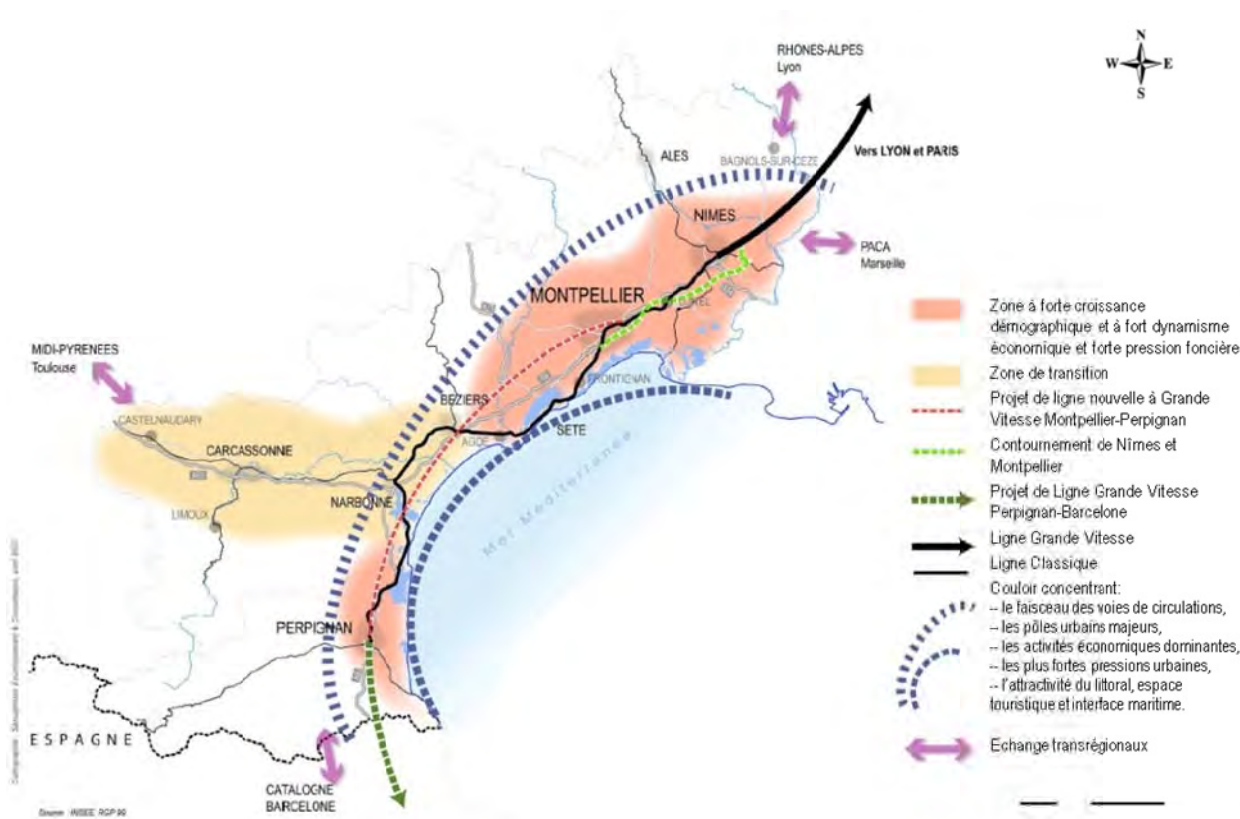 N
W E
S
RHONES-ALPES
Lyon
Vers LYON et PARIS
ALES
BAGNOLS-SUR-CEZE
NIMES
PACA
Marseille
MONTPELLIER
MIDI-PYRENEES
Toulouse
CASTELNAUDARY
CARCASSONNE
LIMOUX
BEZIERS
AGDE
SETE
FRONTIGNAN
NARBONNE
Mer Méditerranée
PERPIGNAN
ESPAGNE
CATALOGNE
BARCELONE
Zone à forte croissance
démographique et à fort dynamisme
économique et forte pression foncière
Zone de transition
Projet de ligne nouvelle à Grande
Vitesse Montpellier-Perpignan
Contournement de Nîmes et
Montpellier
Projet de Ligne Grande Vitesse
Perpignan-Barcelone
Ligne Grande Vitesse
Ligne Classique
Couloir concentrant:
-- le faisceau des voies de circulations,
-- les pôles urbains majeurs,
-- les activités économiques dominantes,
-- les plus fortes pressions urbaines,
-- l'attractivité du littoral, espace
touristique et interface maritime.
Echange transrégionaux
Source : INSEE RGP 99